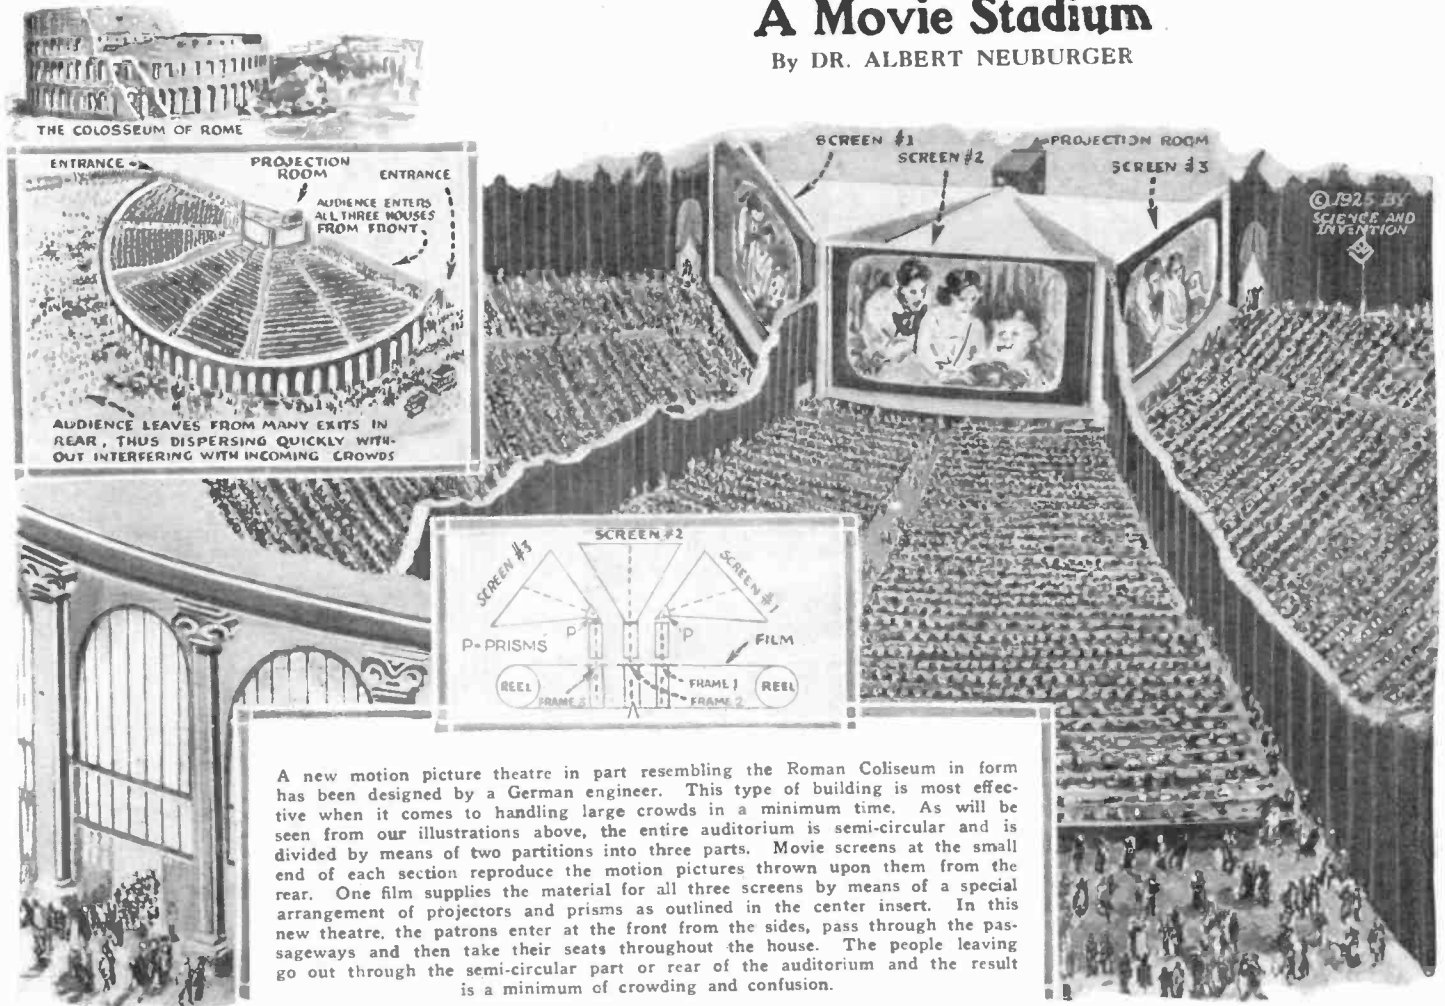 A Movie Stadium
By DR. ALBERT NEUBURGER
THE COLOSSEUM OF ROME
ENTRANCE
PROJECTION
ROOM
ENTRANCE
AUDIENCE ENTERS
ALL THREE HOUSES
FROM FRONT
AUDIENCE LEAVES FROM MANY EXITS IN
REAR, THUS DISPERSING QUICKLY WITH-
OUT INTERFERING WITH INCOMING CROWDS
SCREEN #1
SCREEN #2
PROJECTION ROOM
SCREEN #3
©1925 BY
SCIENCE AND
INVENTION
SCREEN #3
SCREEN #2
SCREEN #1
P
P
P=PRISMS
FILM
REEL
FRAME 3
FRAME 1
FRAME 2
REEL
A new motion picture theatre in part resembling the Roman Coliseum in form
has been designed by a German engineer. This type of building is most effec-
tive when it comes to handling large crowds in a minimum time. As will be
seen from our illustrations above, the entire auditorium is semi-circular and is
divided by means of two partitions into three parts. Movie screens at the small
end of each section reproduce the motion pictures thrown upon them from the
rear. One film supplies the material for all three screens by means of a special
arrangement of projectors and prisms as outlined in the center insert. In this
new theatre, the patrons enter at the front from the sides, pass through the pas-
sageways and then take their seats throughout the house. The people leaving
go out through the semi-circular part or rear of the auditorium and the result
is a minimum of crowding and confusion.